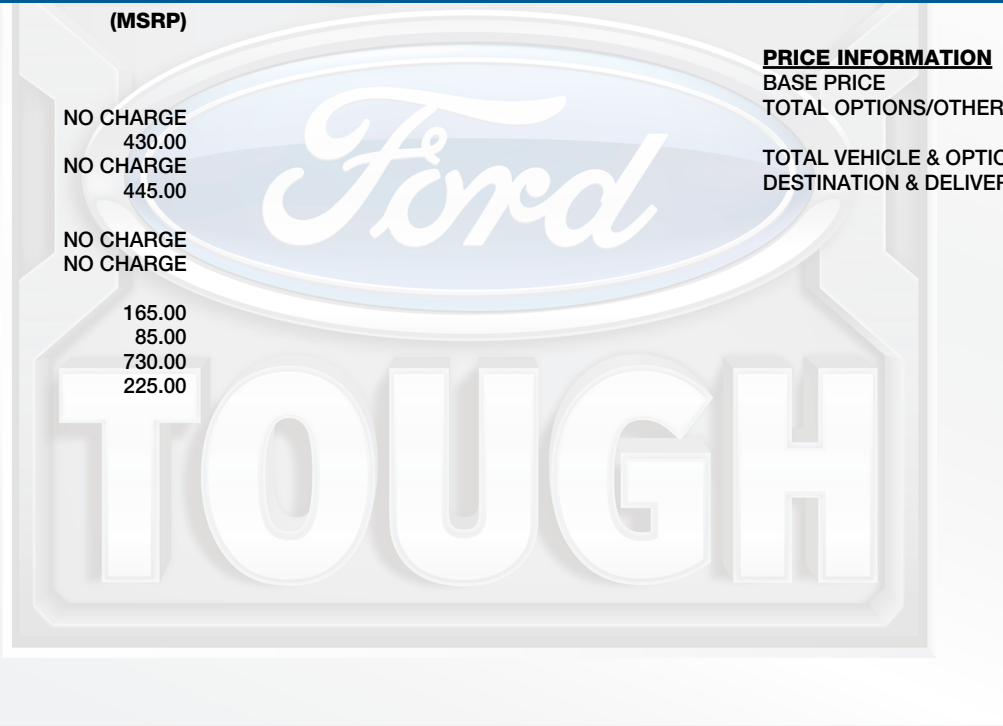 (MSRP)
NO CHARGE
430.00
NO CHARGE
445.00
NO CHARGE
NO CHARGE
165.00
85.00
730.00
225.00
PRICE INFORMATION
BASE PRICE
TOTAL OPTIONS/OTHER
TOTAL VEHICLE & OPTIO
DESTINATION & DELIVER
Ford
TOUGH